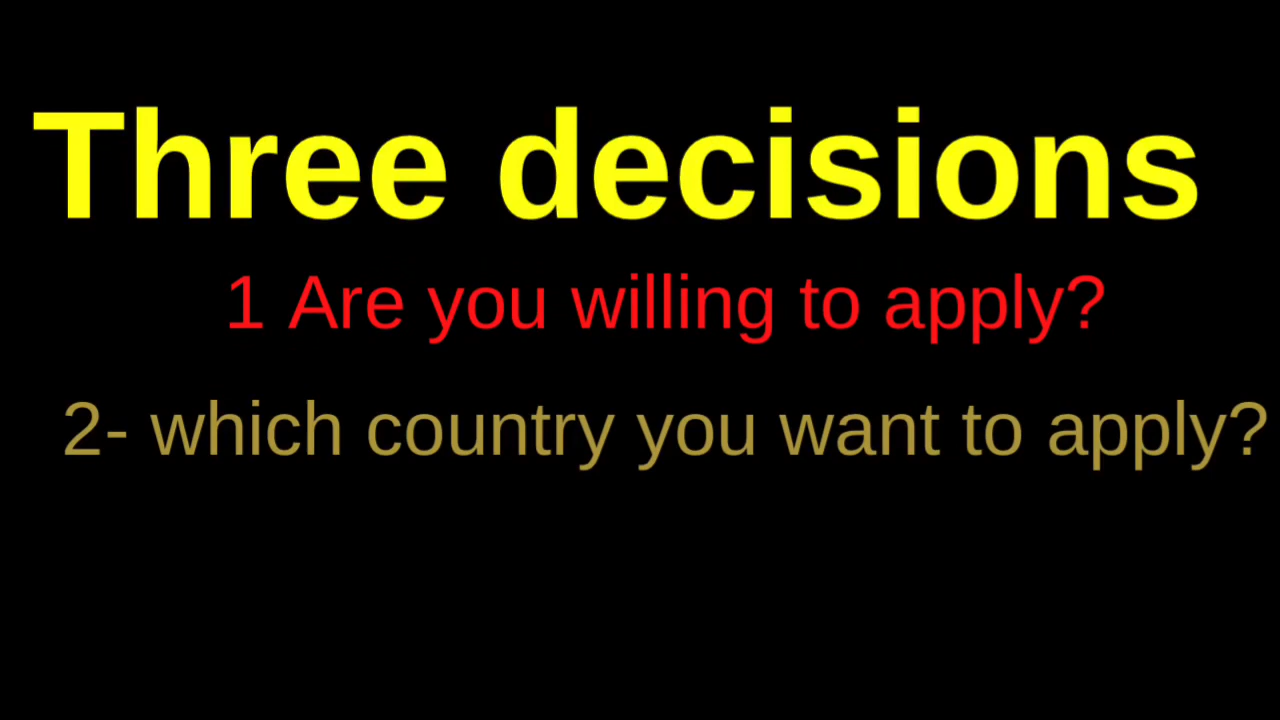 Three decisions
1 Are you willing to apply?
2- which country you want to apply?